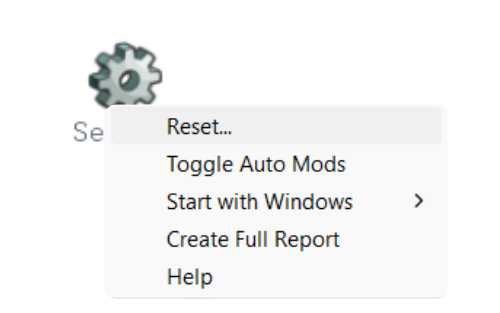 Se
Reset...
Toggle Auto Mods
Start with Windows
Create Full Report
Help